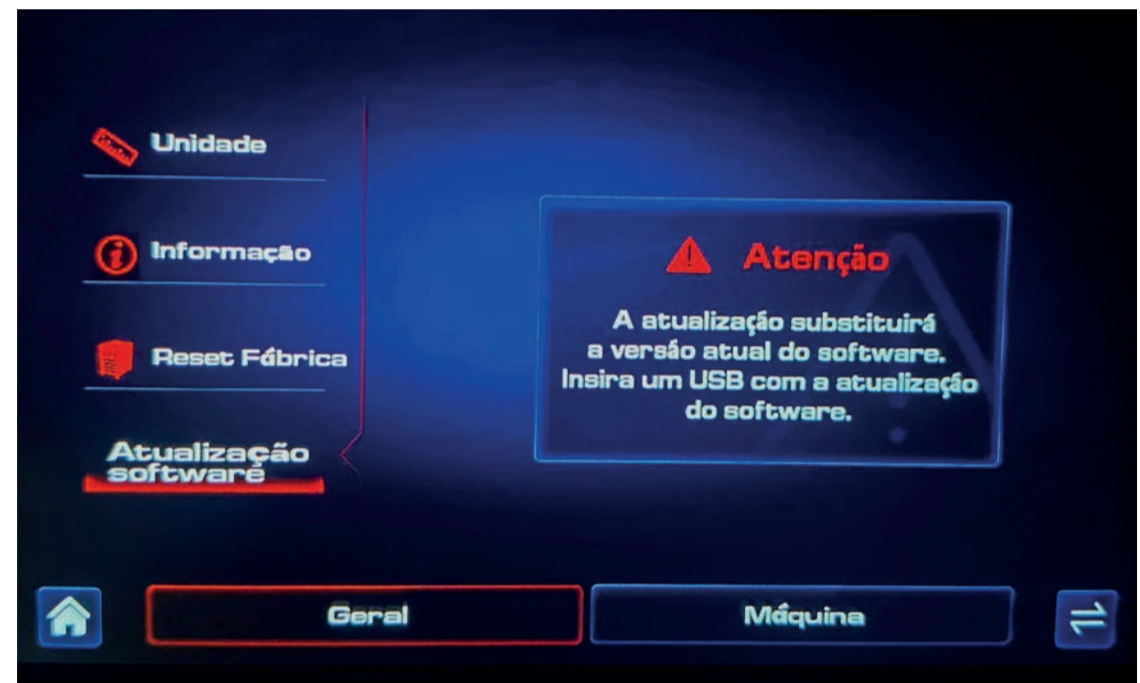 Unidade
Informação
Reset Fábrica
Atualização
software
Atenção
A atualização substituirá
a versão atual do software.
Insira um USB com a atualização
do software.
Geral
Máquina